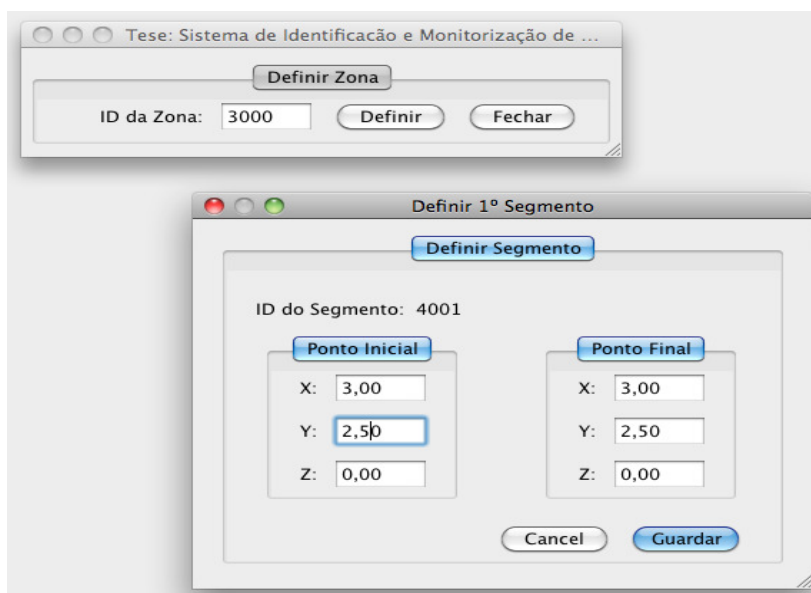 Tese: Sistema de Identificacão e Monitorização de ...
Definir Zona
ID da Zona: 3000 Definir Fechar
Definir 1º Segmento
Definir Segmento
ID do Segmento: 4001
Ponto Inicial Ponto Final
X: 3,00 X: 3,00
Y: 2,50 Y: 2,50
Z: 0,00 Z: 0,00
Cancel Guardar